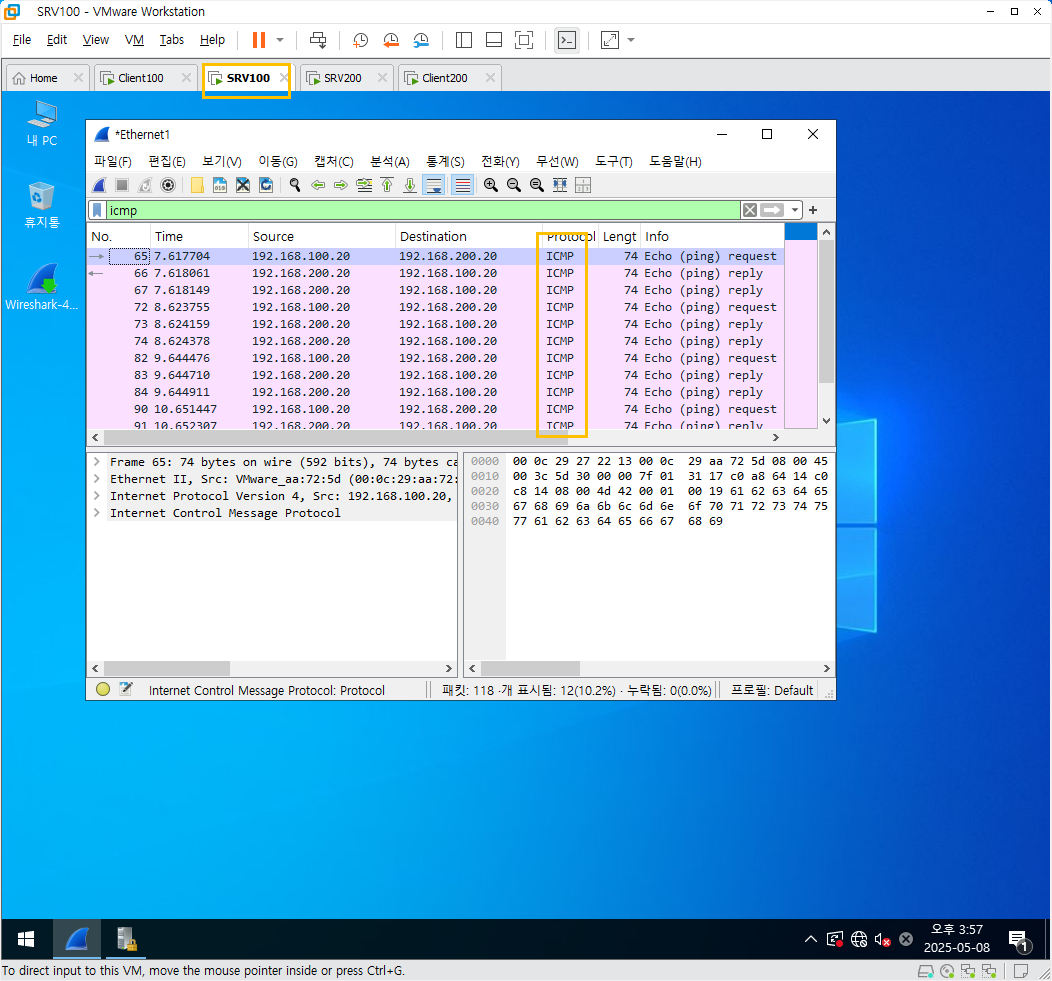 SRV100 - VMware Workstation
File Edit View VM Tabs Help
Home Client100 SRV100 SRV200 Client200
내 PC
휴지통
Wireshark-4...
*Ethernet1
파일(F) 편집(E) 보기(V) 이동(G) 캡처(C) 분석(A) 통계(S) 전화(Y) 무선(W) 도구(T) 도움말(H)
icmp
No. Time Source Destination Protocol Lengt Info
65 7.617704 192.168.100.20 192.168.200.20 ICMP 74 Echo (ping) request
66 7.618061 192.168.200.20 192.168.100.20 ICMP 74 Echo (ping) reply
67 7.618149 192.168.200.20 192.168.100.20 ICMP 74 Echo (ping) reply
72 8.623755 192.168.100.20 192.168.200.20 ICMP 74 Echo (ping) request
73 8.624159 192.168.200.20 192.168.100.20 ICMP 74 Echo (ping) reply
74 8.624378 192.168.200.20 192.168.100.20 ICMP 74 Echo (ping) reply
82 9.644476 192.168.100.20 192.168.200.20 ICMP 74 Echo (ping) request
83 9.644710 192.168.200.20 192.168.100.20 ICMP 74 Echo (ping) reply
84 9.644911 192.168.200.20 192.168.100.20 ICMP 74 Echo (ping) reply
90 10.651447 192.168.100.20 192.168.200.20 ICMP 74 Echo (ping) request
91 10.652307 192.168.200.20 192.168.100.20 ICMP 74 Echo (ping) reply
Frame 65: 74 bytes on wire (592 bits), 74 bytes ca
Ethernet II, Src: VMware_aa:72:5d (00:0c:29:aa:72:
Internet Protocol Version 4, Src: 192.168.100.20,
Internet Control Message Protocol
0000 00 0c 29 27 22 13 00 0c 29 aa 72 5d 08 00 45
0010 00 3c 5d 30 00 00 7f 01 31 17 c0 a8 64 14 c0
0020 c8 14 08 00 4d 42 00 01 00 19 61 62 63 64 65
0030 67 68 69 6a 6b 6c 6d 6e 6f 70 71 72 73 74 75
0040 77 61 62 63 64 65 66 67 68 69
Internet Control Message Protocol: Protocol
패킷: 118 ·개 표시됨: 12(10.2%) · 누락됨: 0(0.0%) 프로필: Default
오후 3:57
2025-05-08
1
To direct input to this VM, move the mouse pointer inside or press Ctrl+G.